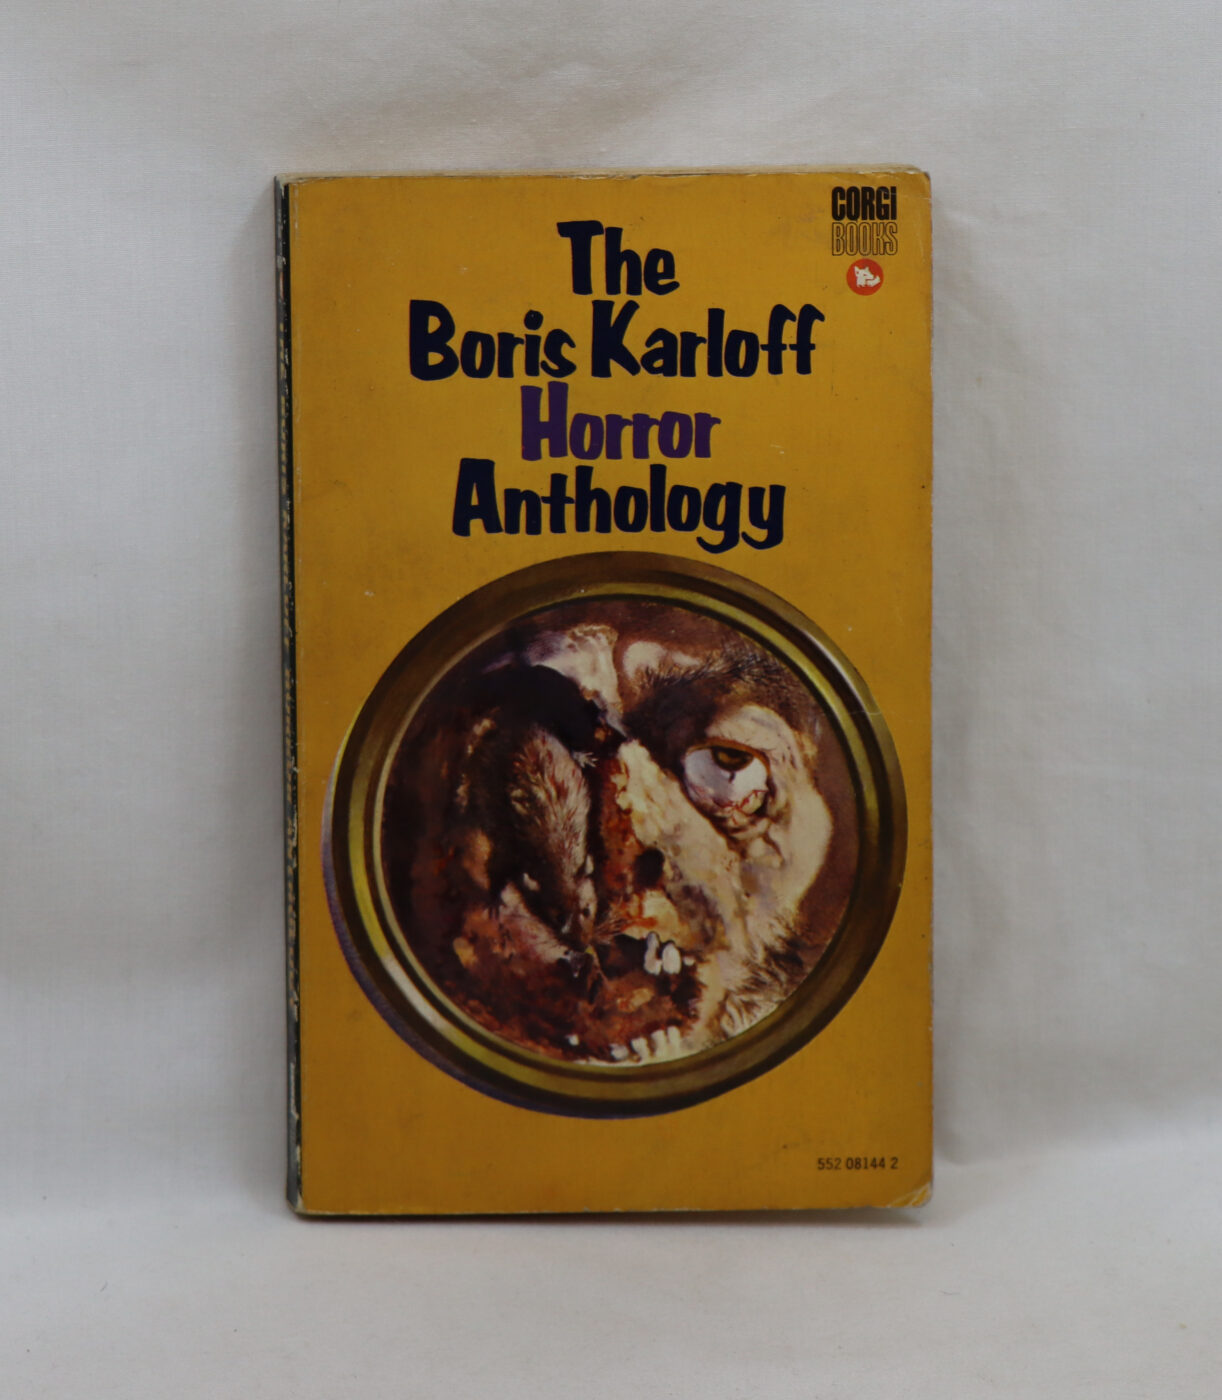 CORGI
BOOKS
The
Boris Karloff
Horror
Anthology
552 08144 2